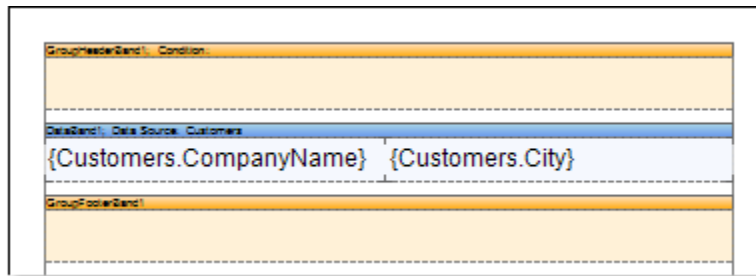 GroupHeaderBand1; Condition:
DataBand1; Data Source: Customers
{Customers.CompanyName} {Customers.City}
GroupFooterBand1